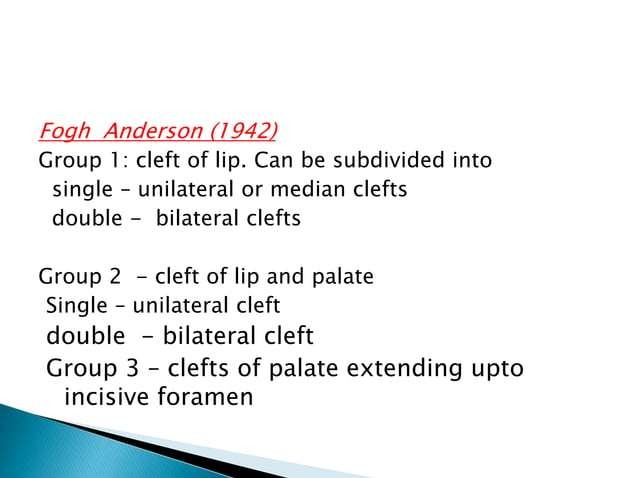 Fogh Anderson (1942)
Group 1: cleft of lip. Can be subdivided into
single – unilateral or median clefts
double - bilateral clefts
Group 2 - cleft of lip and palate
Single – unilateral cleft
double - bilateral cleft
Group 3 – clefts of palate extending upto
incisive foramen